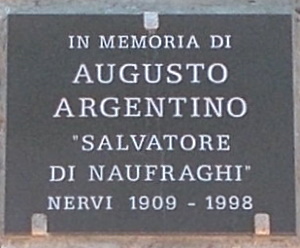 IN MEMORIA DI
AUGUSTO
ARGENTINO
"SALVATORE
DI NAUFRAGHI"
NERVI 1909 - 1998